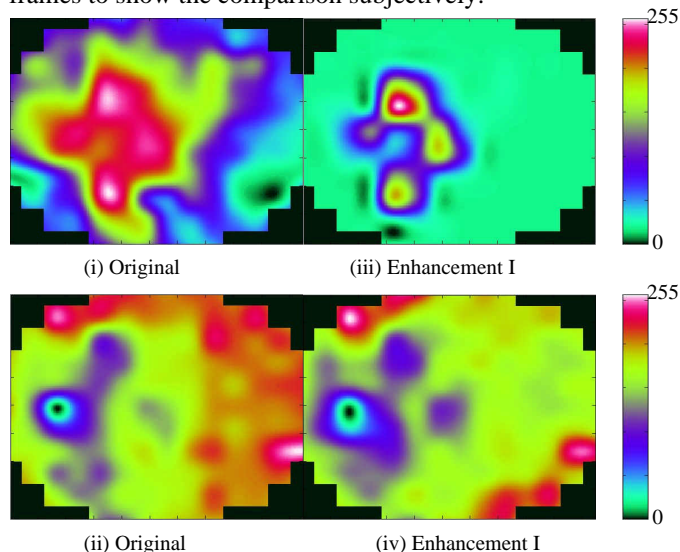 frames to show the comparison subjectively.
255
(i) Original (iii) Enhancement I
0
255
0
(ii) Original (iv) Enhancement I